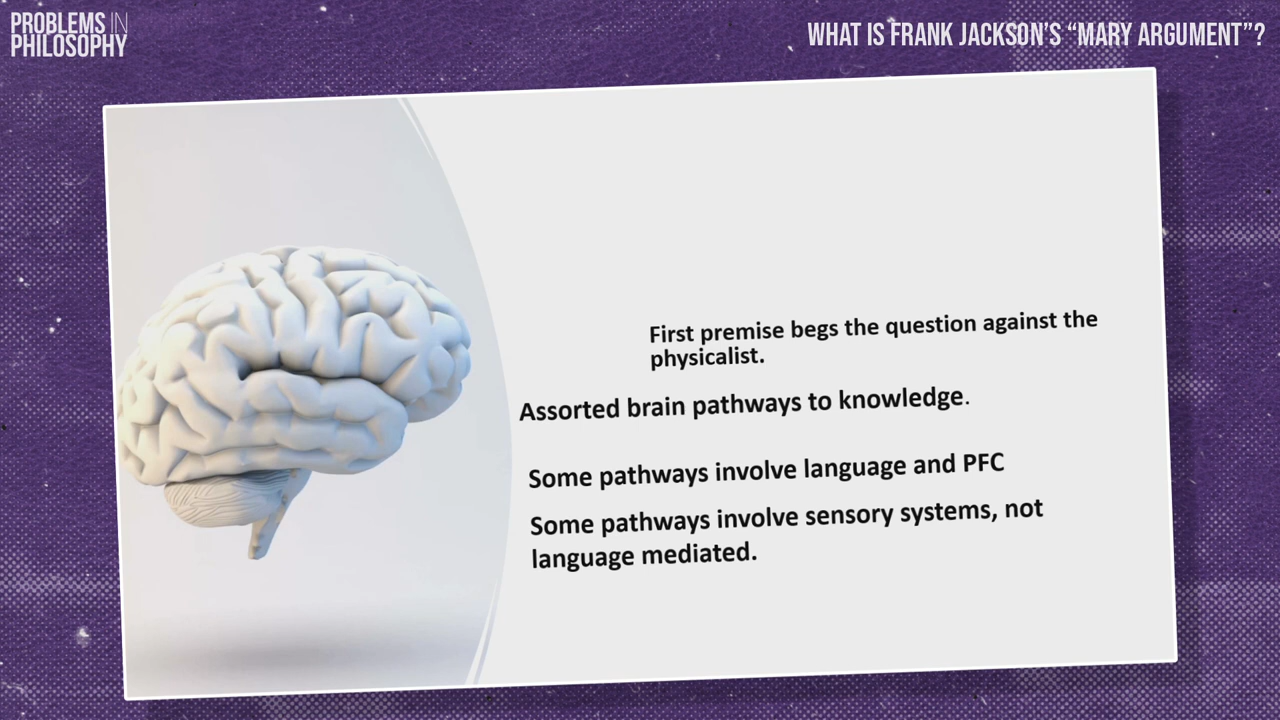 PROBLEMS IN
PHILOSOPHY
WHAT IS FRANK JACKSON'S “MARY ARGUMENT”?
First premise begs the question against the
physicalist.
Assorted brain pathways to knowledge.
Some pathways involve language and PFC
Some pathways involve sensory systems, not
language mediated.